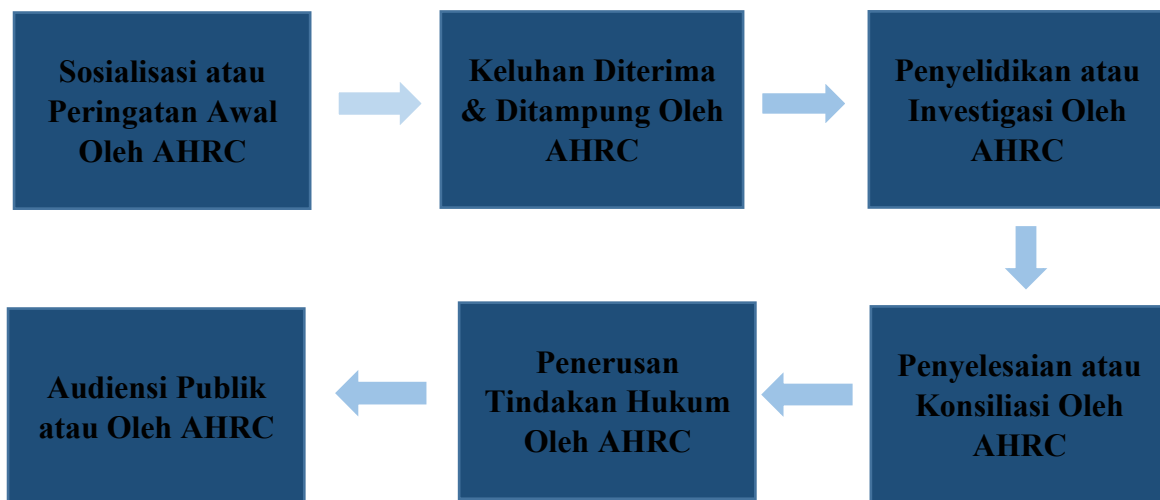 Sosialisasi atau
Peringatan Awal
Oleh AHRC
Keluhan Diterima
& Ditampung Oleh
AHRC
Penyelidikan atau
Investigasi Oleh
AHRC
Penyelesaian atau
Konsiliasi Oleh
AHRC
Penerusan
Tindakan Hukum
Oleh AHRC
Audiensi Publik
atau Oleh AHRC